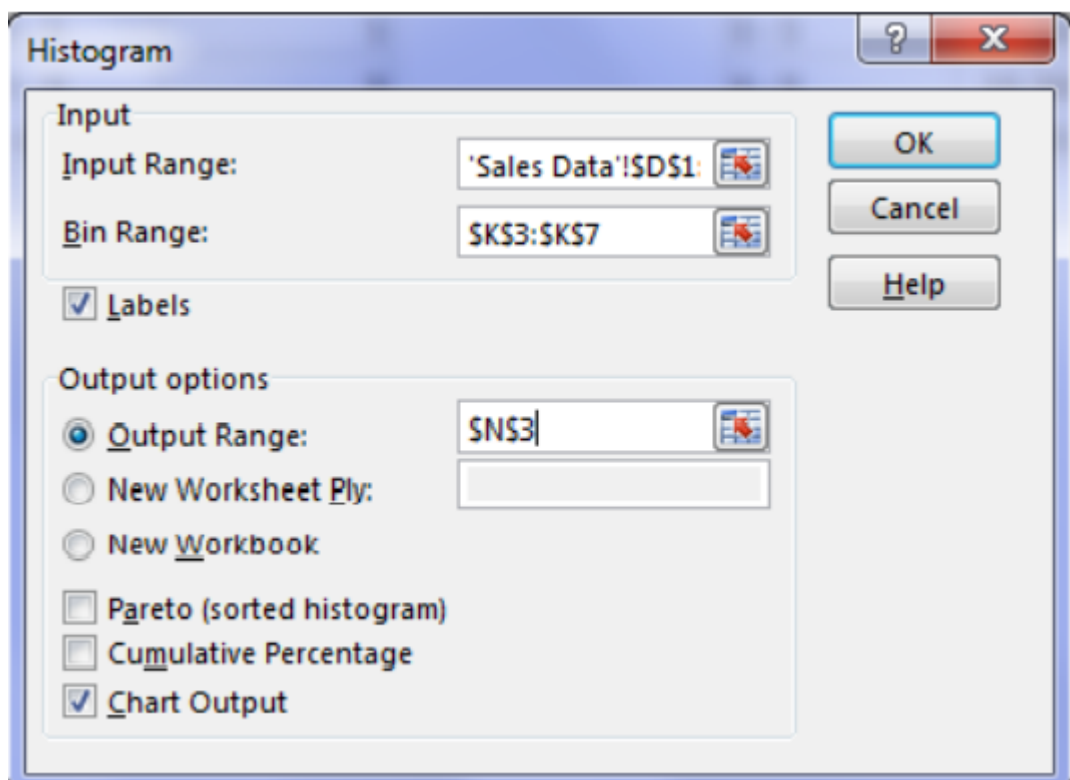 Histogram
Input
Input Range:
'Sales Data'!$D$1:
OK
Bin Range:
$K$3:$K$7
Cancel
Help
Labels
Output options
Output Range:
$N$3
New Worksheet Ply:
New Workbook
Pareto (sorted histogram)
Cumulative Percentage
Chart Output